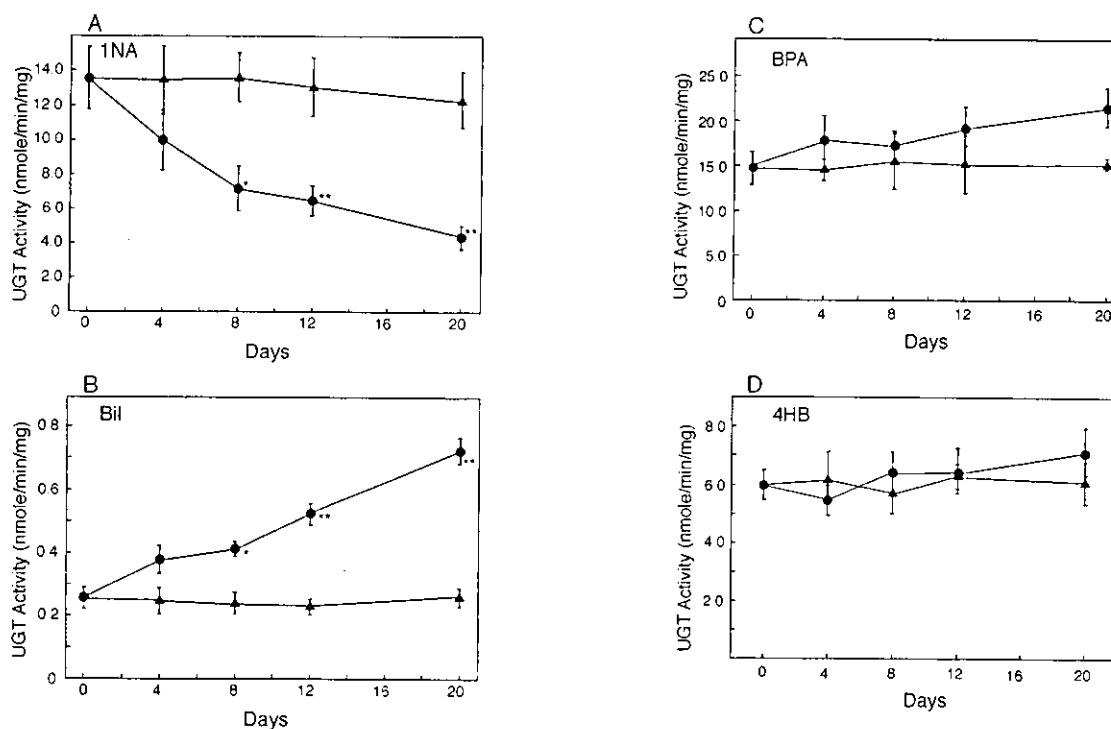 A
1NA
UGT Activity (nmole/min/mg)
14.0
12.0
10.0
8.0
6.0
4.0
2.0
0
*
**
**
0 4 8 12 16 20
Days
B
Bil
UGT Activity (nmole/min/mg)
0 8
0.6
0 4
0 2
0
*
**
**
0 4 8 12 16 20
Days
C
BPA
UGT Activity (nmole/min/mg)
25 0
20.0
15.0
10.0
0
0 4 8 12 16 20
Days
D
4HB
UGT Activity (nmole/min/mg)
8 0
6.0
4 0
2 0
0 4 8 12 16 20
Days